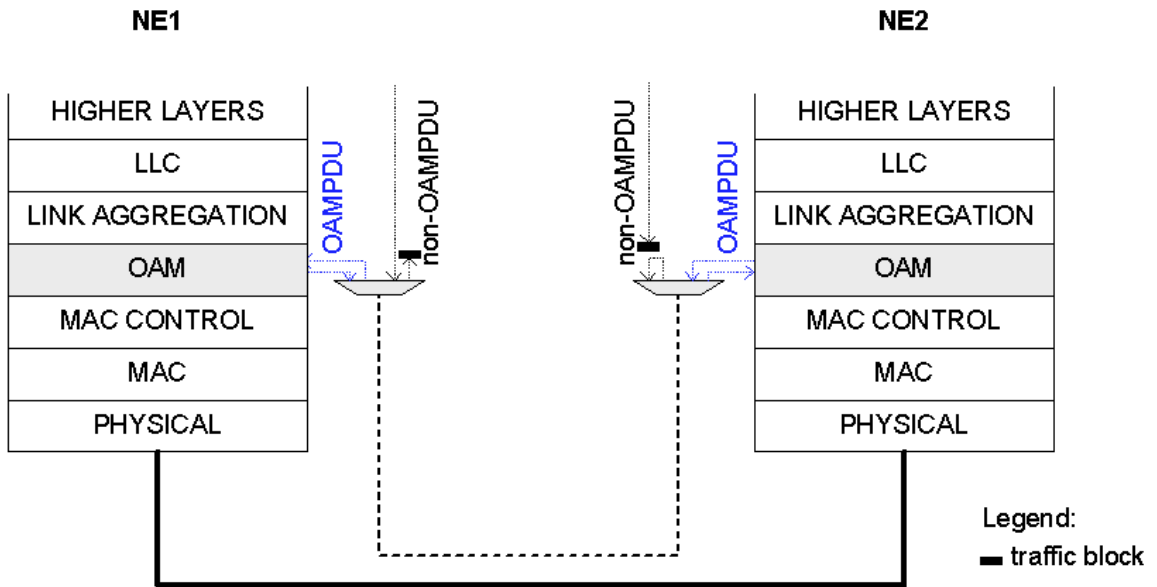 NE1
NE2
HIGHER LAYERS
LLC
LINK AGGREGATION
OAM
MAC CONTROL
MAC
PHYSICAL
OAMPDU
non-OAMPDU
non-OAMPDU
OAMPDU
HIGHER LAYERS
LLC
LINK AGGREGATION
OAM
MAC CONTROL
MAC
PHYSICAL
Legend:
traffic block